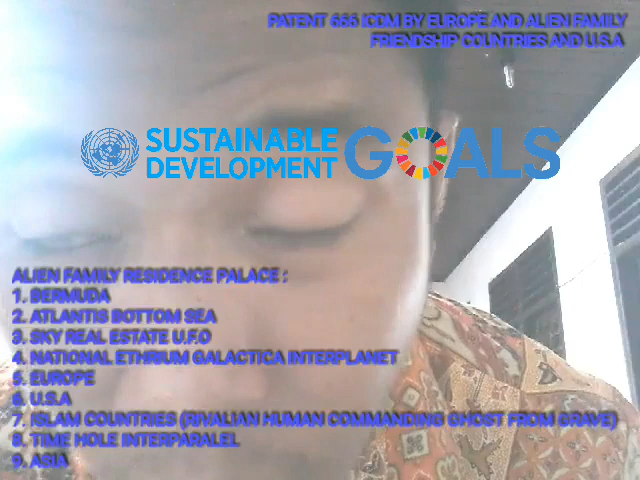 PATENT 666 ICDM BY EUROPE AND ALIEN FAMILY
FRIENDSHIP COUNTRIES AND U.S.A
SUSTAINABLE
DEVELOPMENT
GOALS
ALIEN FAMILY RESIDENCE PALACE :
1. BERMUDA
2. ATLANTIS BOTTOM SEA
3. SKY REAL ESTATE U.F.O
4. NATIONAL ETHRIUM GALACTICA INTERPLANET
5. EUROPE
6. U.S.A
7. ISLAM COUNTRIES (RIVALIAN HUMAN COMMANDING GHOST FROM GRAVE)
8. TIME HOLE INTERPARALEL
9. ASIA